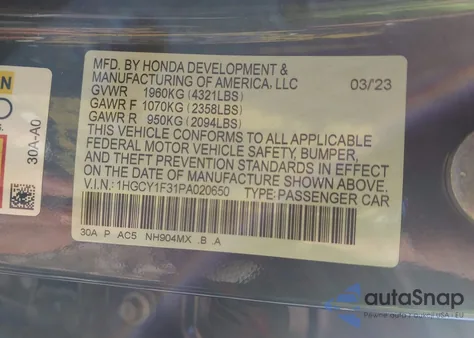 MFD. BY HONDA DEVELOPMENT &
MANUFACTURING OF AMERICA, LLC 03/'23
GVWR 1960KG (4321LBS)
GAWR F 1070KG (2358LBS)
GAWR R 950KG (2094LBS)
THIS VEHICLE CONFORMS TO ALL APPLICABLE
FEDERAL MOTOR VEHICLE SAFETY, BUMPER,
AND THEFT PREVENTION STANDARDS IN EFFECT
ON THE DATE OF MANUFACTURE SHOWN ABOVE.
V.I.N.: 1HGCY1F31PA020650 TYPE: PASSENGER CAR
30A P AC5 NH904MX .B .A
30A-A0
autoSnap